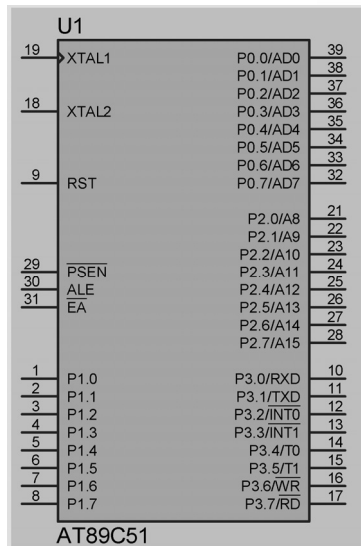 U1
19 XTAL1 P0.0/AD0 39
P0.1/AD1 38
P0.2/AD2 37
18 XTAL2 P0.3/AD3 36
P0.4/AD4 35
P0.5/AD5 34
P0.6/AD6 33
9 RST P0.7/AD7 32
P2.0/A8 21
P2.1/A9 22
P2.2/A10 23
29 PSEN P2.3/A11 24
30 ALE P2.4/A12 25
31 EA P2.5/A13 26
P2.6/A14 27
P2.7/A15 28
1 P1.0 P3.0/RXD 10
2 P1.1 P3.1/TXD 11
3 P1.2 P3.2/INT0 12
4 P1.3 P3.3/INT1 13
5 P1.4 P3.4/T0 14
6 P1.5 P3.5/T1 15
7 P1.6 P3.6/WR 16
8 P1.7 P3.7/RD 17
AT89C51